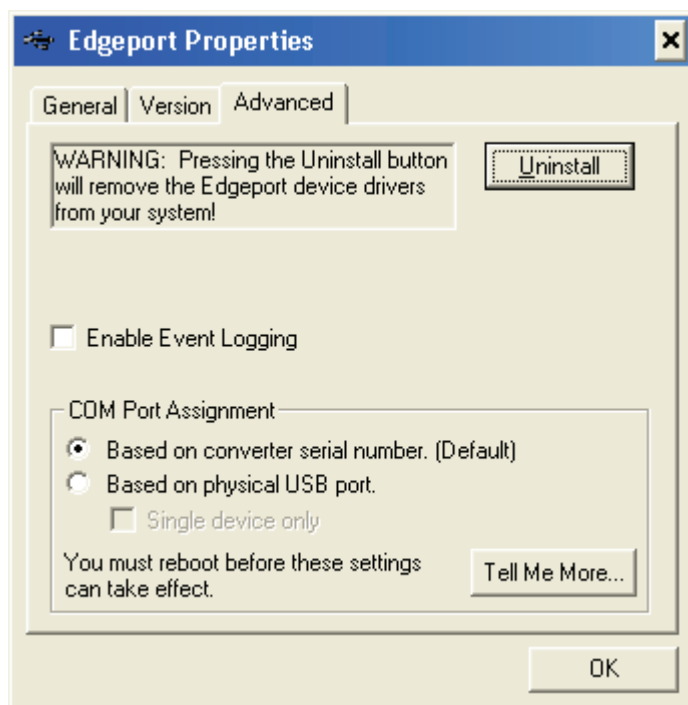 Edgeport Properties
General Version Advanced
WARNING: Pressing the Uninstall button
will remove the Edgeport device drivers
from your system!
Uninstall
Enable Event Logging
COM Port Assignment
Based on converter serial number. (Default)
Based on physical USB port.
Single device only
You must reboot before these settings
can take effect.
Tell Me More...
OK